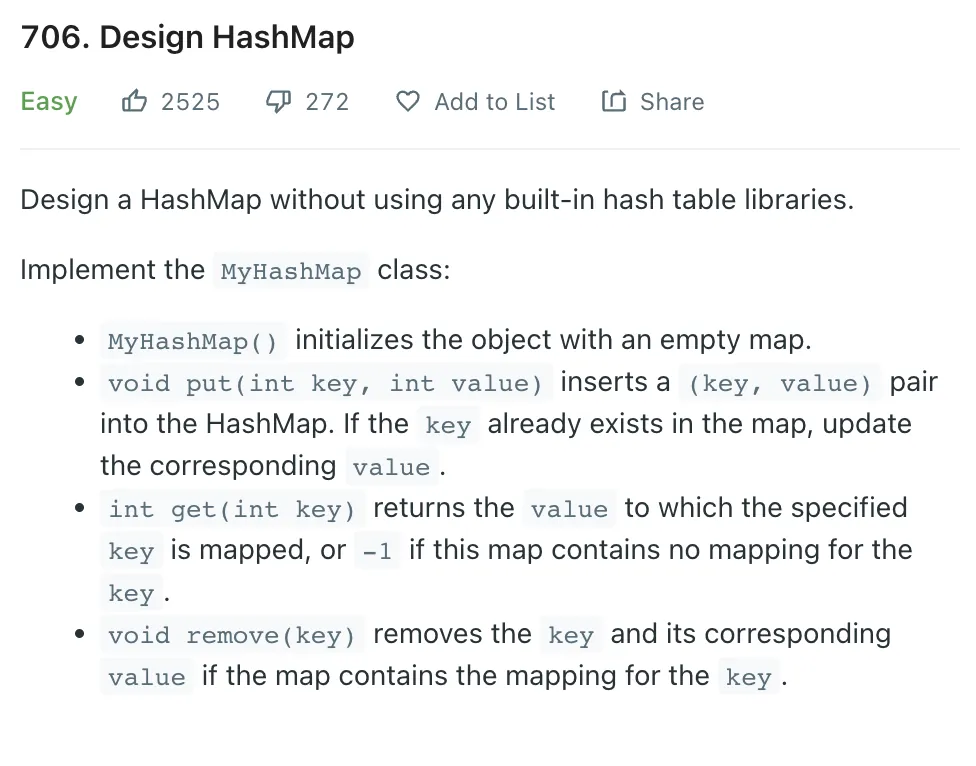 706. Design HashMap
Easy 2525 272 Add to List Share
Design a HashMap without using any built-in hash table libraries.
Implement the MyHashMap class:
• MyHashMap() initializes the object with an empty map.
• void put(int key, int value) inserts a (key, value) pair
into the HashMap. If the key already exists in the map, update
the corresponding value.
• int get(int key) returns the value to which the specified
key is mapped, or -1 if this map contains no mapping for the
key.
• void remove(key) removes the key and its corresponding
value if the map contains the mapping for the key.